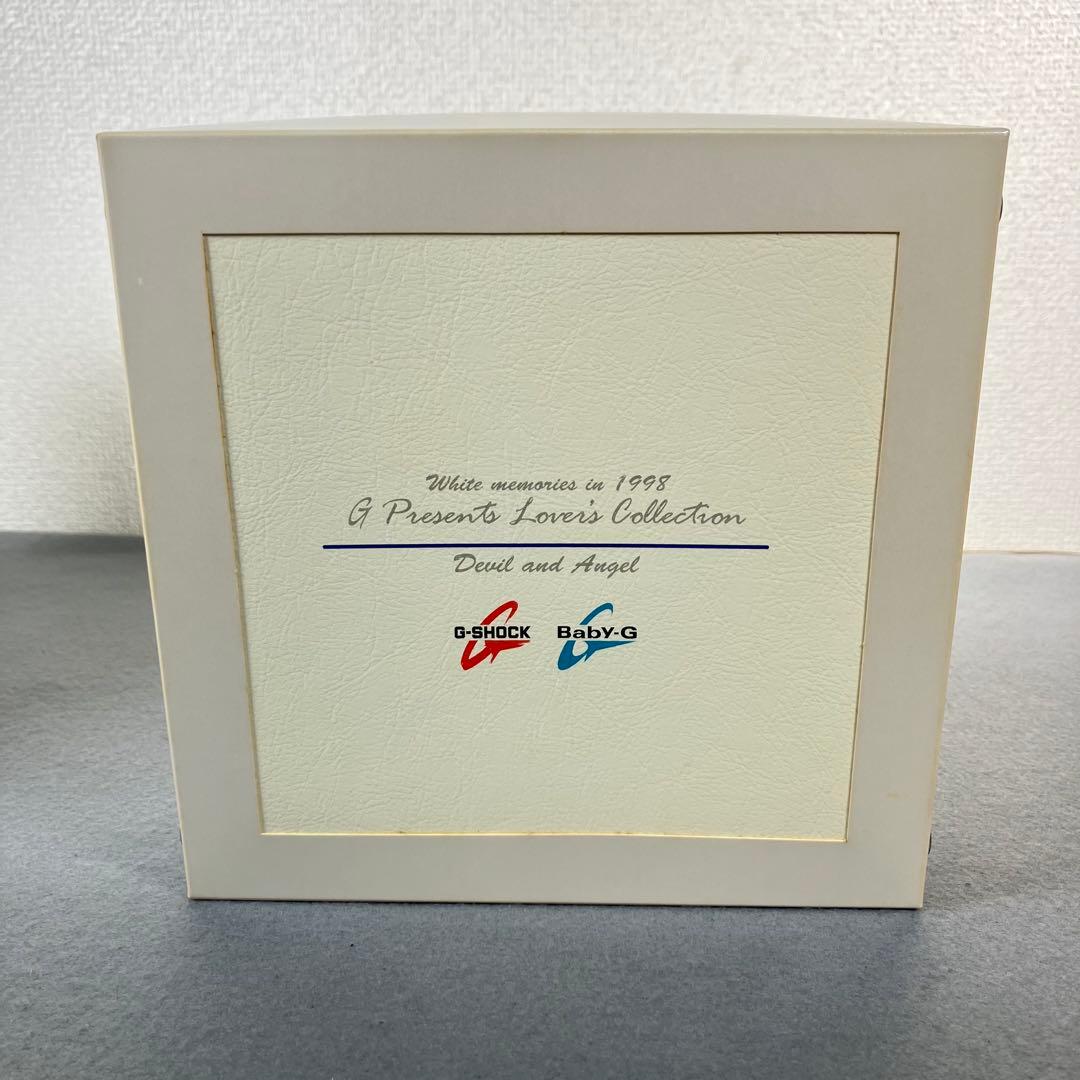 White memories in 1998
G Presents Lover's Collection
Devil and Angel
G-SHOCK Baby-G